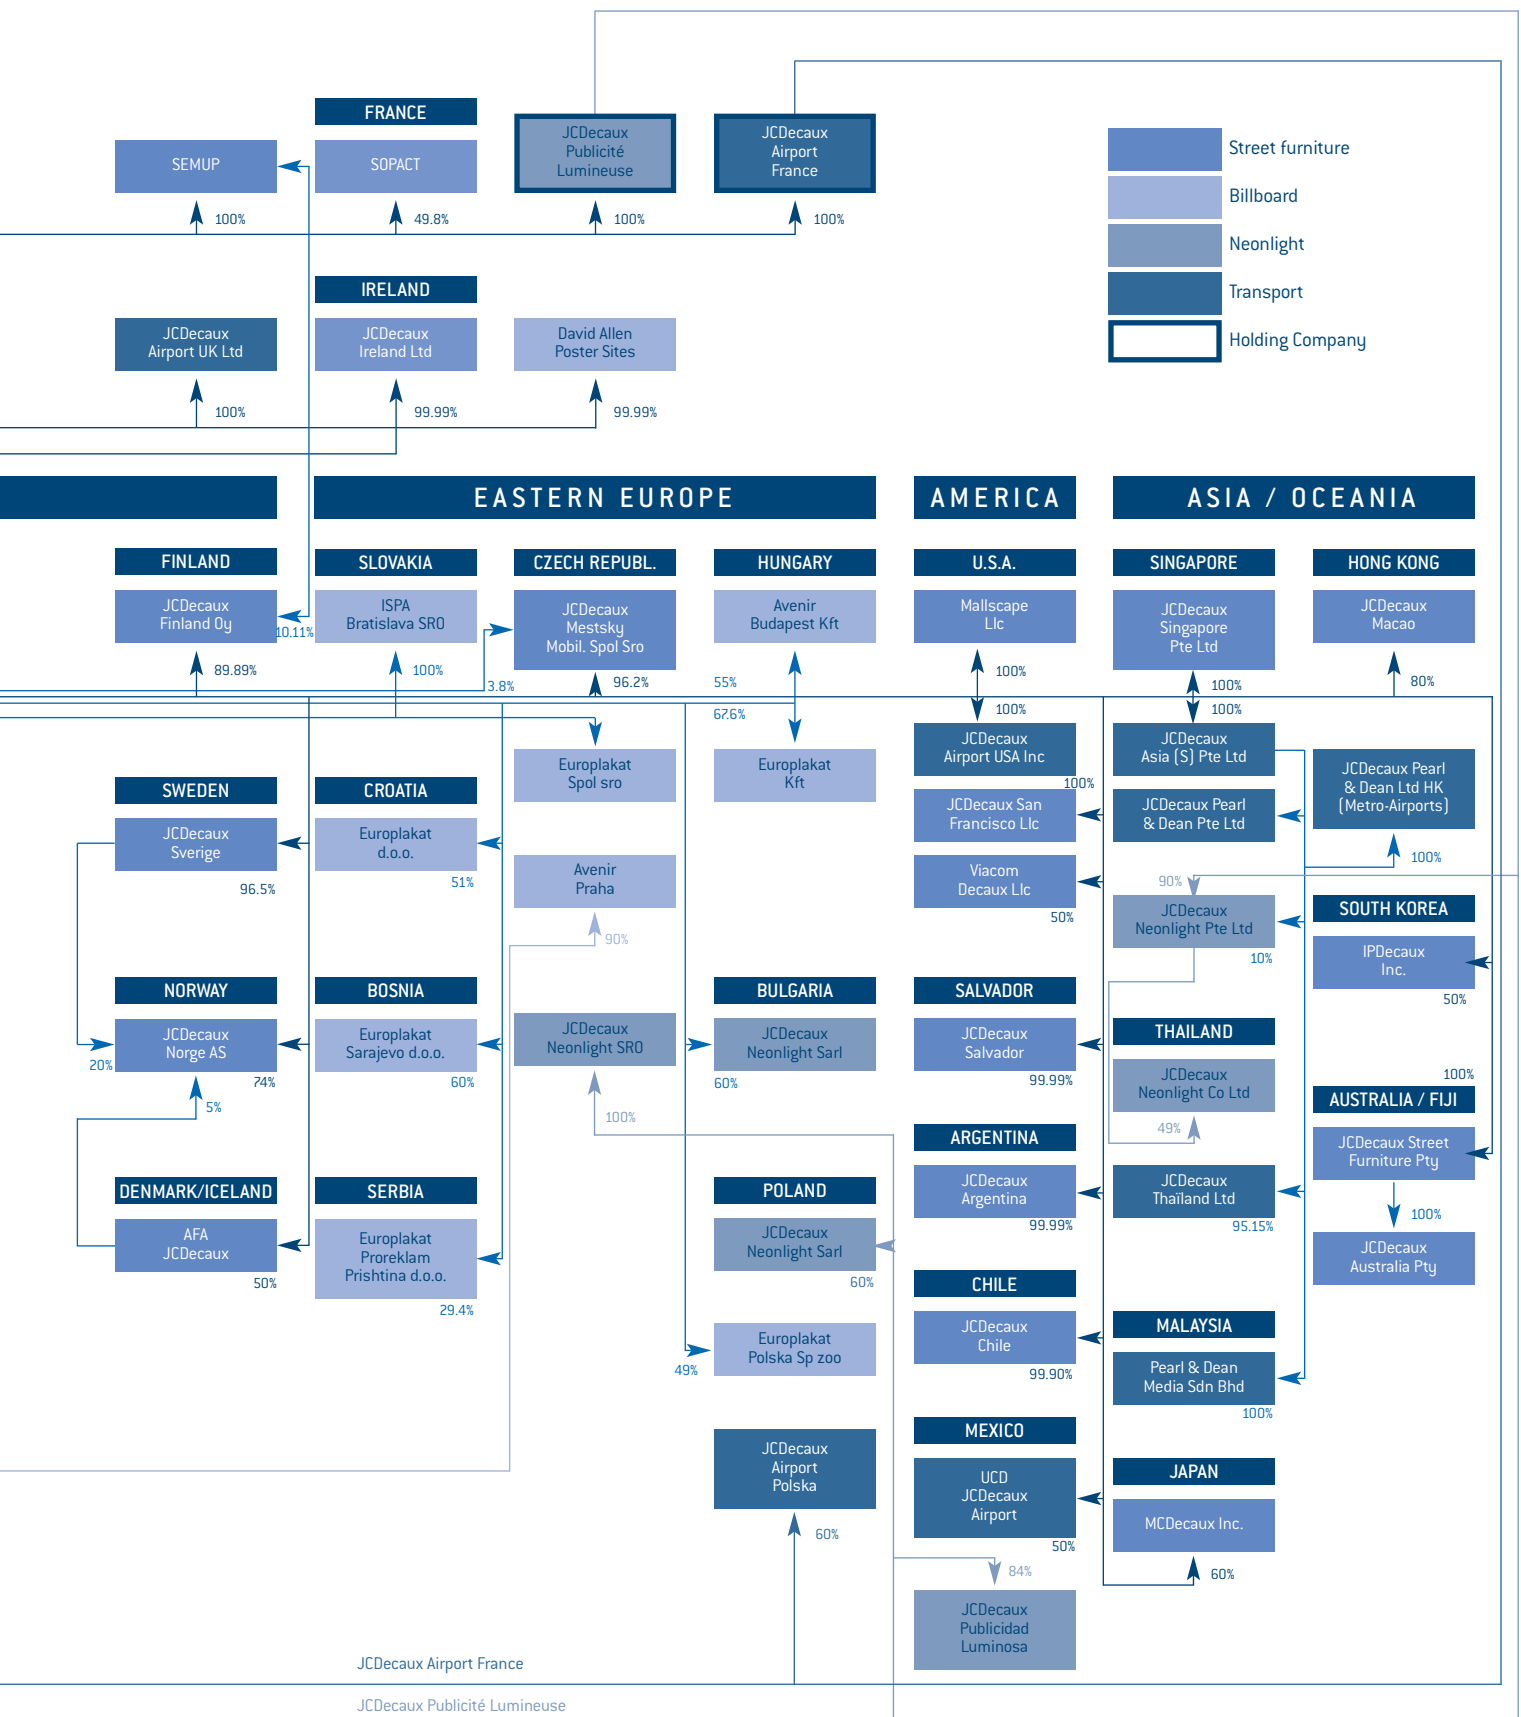 FRANCE
SEMUP
SOPACT
JCDecaux
Publicité
Lumineuse
JCDecaux
Airport
France
100%
49.8%
100%
100%
Street furniture
Billboard
Neonlight
Transport
Holding Company
IRELAND
JCDecaux
Airport UK Ltd
JCDecaux
Ireland Ltd
David Allen
Poster Sites
100%
99.99%
99.99%
EASTERN EUROPE
AMERICA
ASIA / OCEANIA
FINLAND
JCDecaux
Finland Oy
10.11%
89.89%
SLOVAKIA
ISPA
Bratislava SRO
100%
CZECH REPUBL.
JCDecaux
Mestsky
Mobil. Spol Sro
3.8%
96.2%
HUNGARY
Avenir
Budapest Kft
55%
67.6%
U.S.A.
Mallscape
Llc
100%
100%
SINGAPORE
JCDecaux
Singapore
Pte Ltd
100%
100%
HONG KONG
JCDecaux
Macao
80%
Europlakat
Spol sro
Europlakat
Kft
JCDecaux
Airport USA Inc
100%
JCDecaux
Asia (S) Pte Ltd
JCDecaux Pearl
& Dean Ltd HK
(Metro-Airports)
100%
SWEDEN
JCDecaux
Sverige
96.5%
CROATIA
Europlakat
d.o.o.
51%
JCDecaux San
Francisco Llc
JCDecaux Pearl
& Dean Pte Ltd
Avenir
Praha
90%
Viacom
Decaux Llc
50%
90%
JCDecaux
Neonlight Pte Ltd
10%
SOUTH KOREA
IPDecaux
Inc.
50%
NORWAY
JCDecaux
Norge AS
20%
74%
5%
BOSNIA
Europlakat
Sarajevo d.o.o.
60%
JCDecaux
Neonlight SRO
100%
BULGARIA
JCDecaux
Neonlight Sarl
60%
SALVADOR
JCDecaux
Salvador
99.99%
THAILAND
JCDecaux
Neonlight Co Ltd
49%
100%
AUSTRALIA / FIJI
JCDecaux Street
Furniture Pty
100%
JCDecaux
Australia Pty
DENMARK/ICELAND
AFA
JCDecaux
50%
SERBIA
Europlakat
Proreklam
Prishtina d.o.o.
29.4%
POLAND
JCDecaux
Neonlight Sarl
60%
Europlakat
Polska Sp zoo
49%
ARGENTINA
JCDecaux
Argentina
99.99%
JCDecaux
Thaïland Ltd
95.15%
CHILE
JCDecaux
Chile
99.90%
MALAYSIA
Pearl & Dean
Media Sdn Bhd
100%
JCDecaux
Airport
Polska
60%
MEXICO
UCD
JCDecaux
Airport
50%
84%
JCDecaux
Publicidad
Luminosa
JAPAN
MCDecaux Inc.
60%
JCDecaux Airport France
JCDecaux Publicité Lumineuse